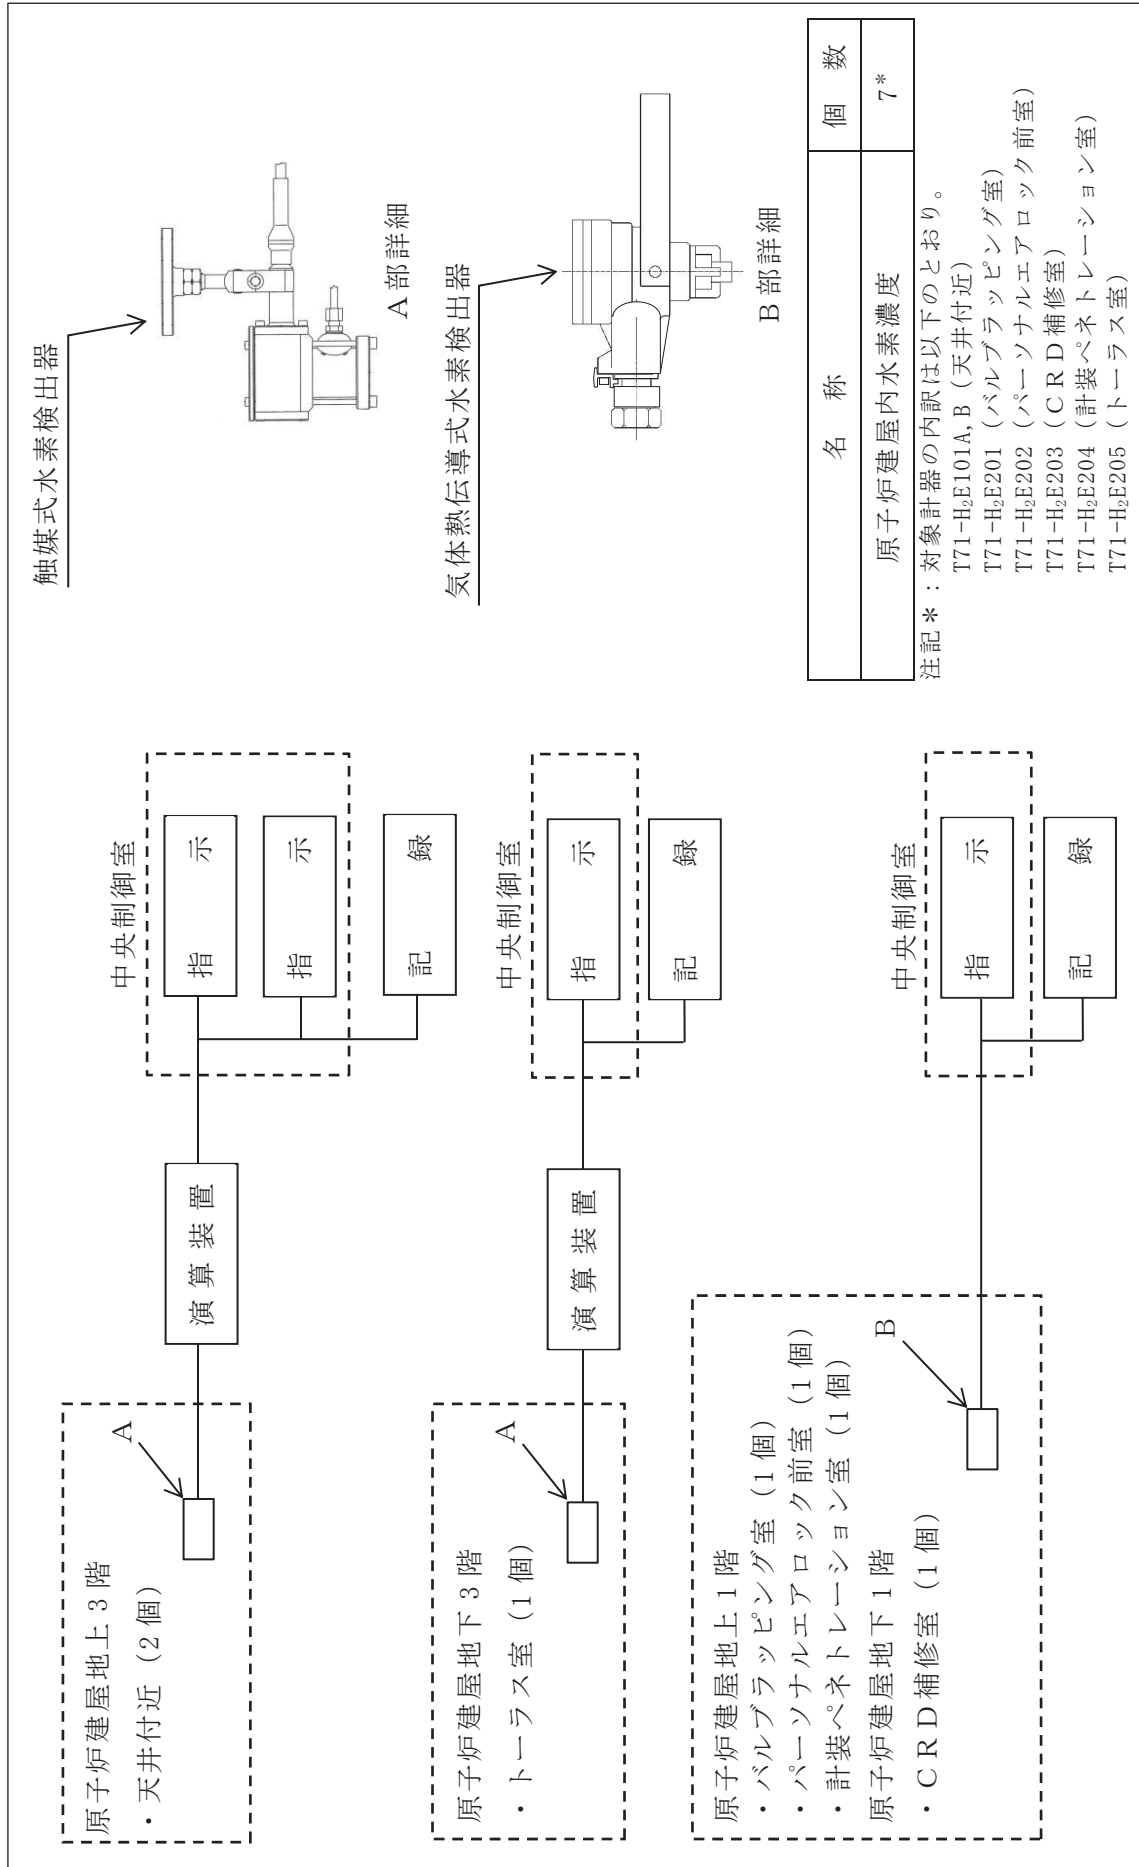 原子炉建屋地上3階
・天井付近（2個）
A
演算装置
中央制御室
指示
指示
記録
原子炉建屋地下3階
・トーラス室（1個）
A
演算装置
中央制御室
指示
記録
原子炉建屋地上1階
・バルブラッピング室（1個）
・パーソナルエアロック前室（1個）
・計装ペネトレーション室（1個）
原子炉建屋地下1階
・CRD補修室（1個）
B
中央制御室
指示
記録
触媒式水素検出器
A部詳細
気体熱伝導式水素検出器
B部詳細
名称 個数
原子炉建屋内水素濃度 7*
注記*：対象計器の内訳は以下のとおり。
T71-H₂E101A,B（天井付近）
T71-H₂E201（バルブラッピング室）
T71-H₂E202（パーソナルエアロック前室）
T71-H₂E203（CRD補修室）
T71-H₂E204（計装ペネトレーション室）
T71-H₂E205（トーラス室）